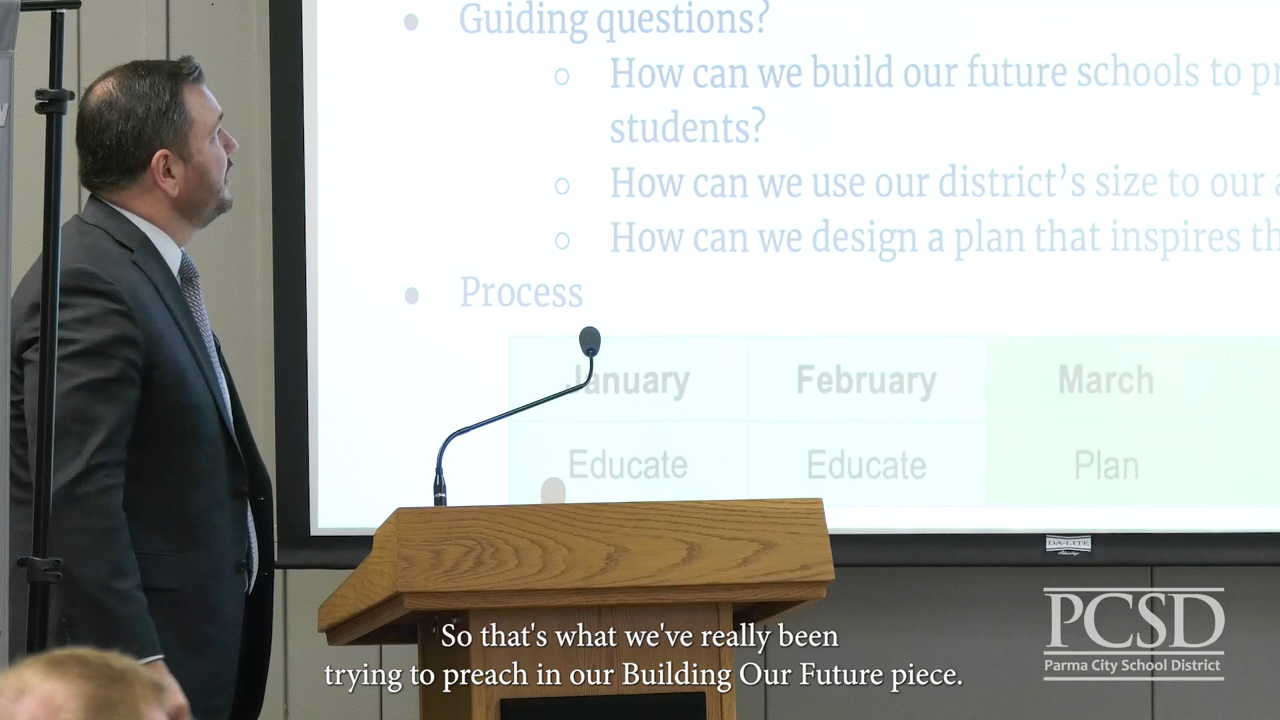 Guiding questions?
How can we build our future schools to
students?
How can we use our district's size to our
How can we design a plan that inspires
Process
January February March
Educate Educate Plan
DA-LITE
PCSD
Parma City School District
So that's what we've really been
trying to preach in our Building Our Future piece.